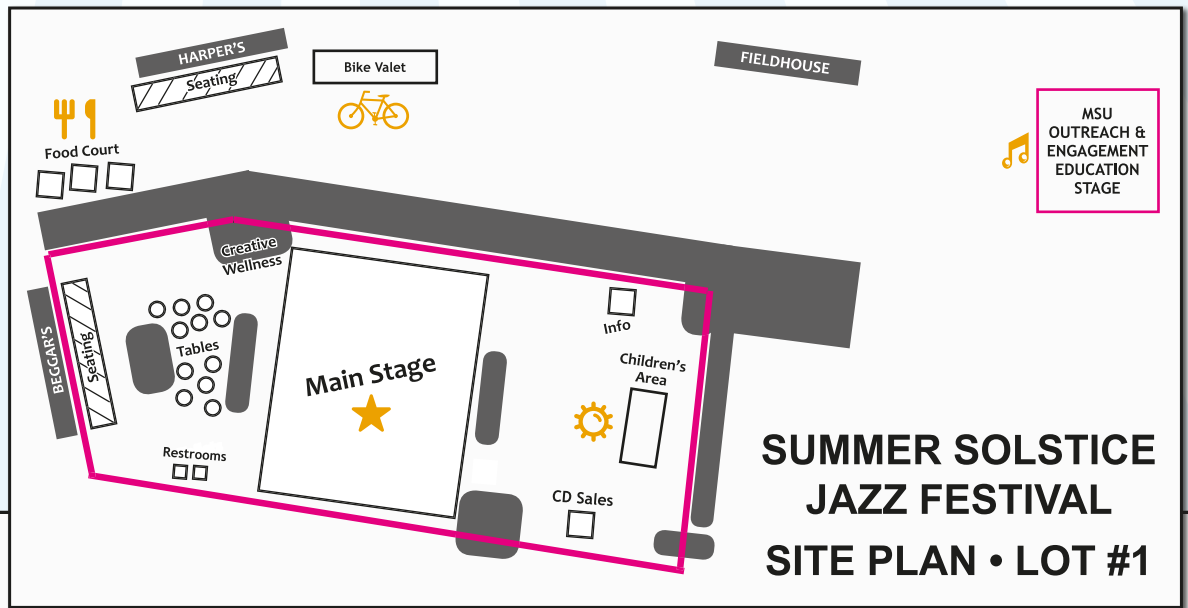 HARPER'S
Seating
Bike Valet
FIELDHOUSE
MSU
OUTREACH &
ENGAGEMENT
EDUCATION
STAGE
Food Court
Creative
Wellness
BEGGAR'S
Seating
Tables
Restrooms
Main Stage
Info
Children's
Area
CD Sales
SUMMER SOLSTICE
JAZZ FESTIVAL
SITE PLAN • LOT #1